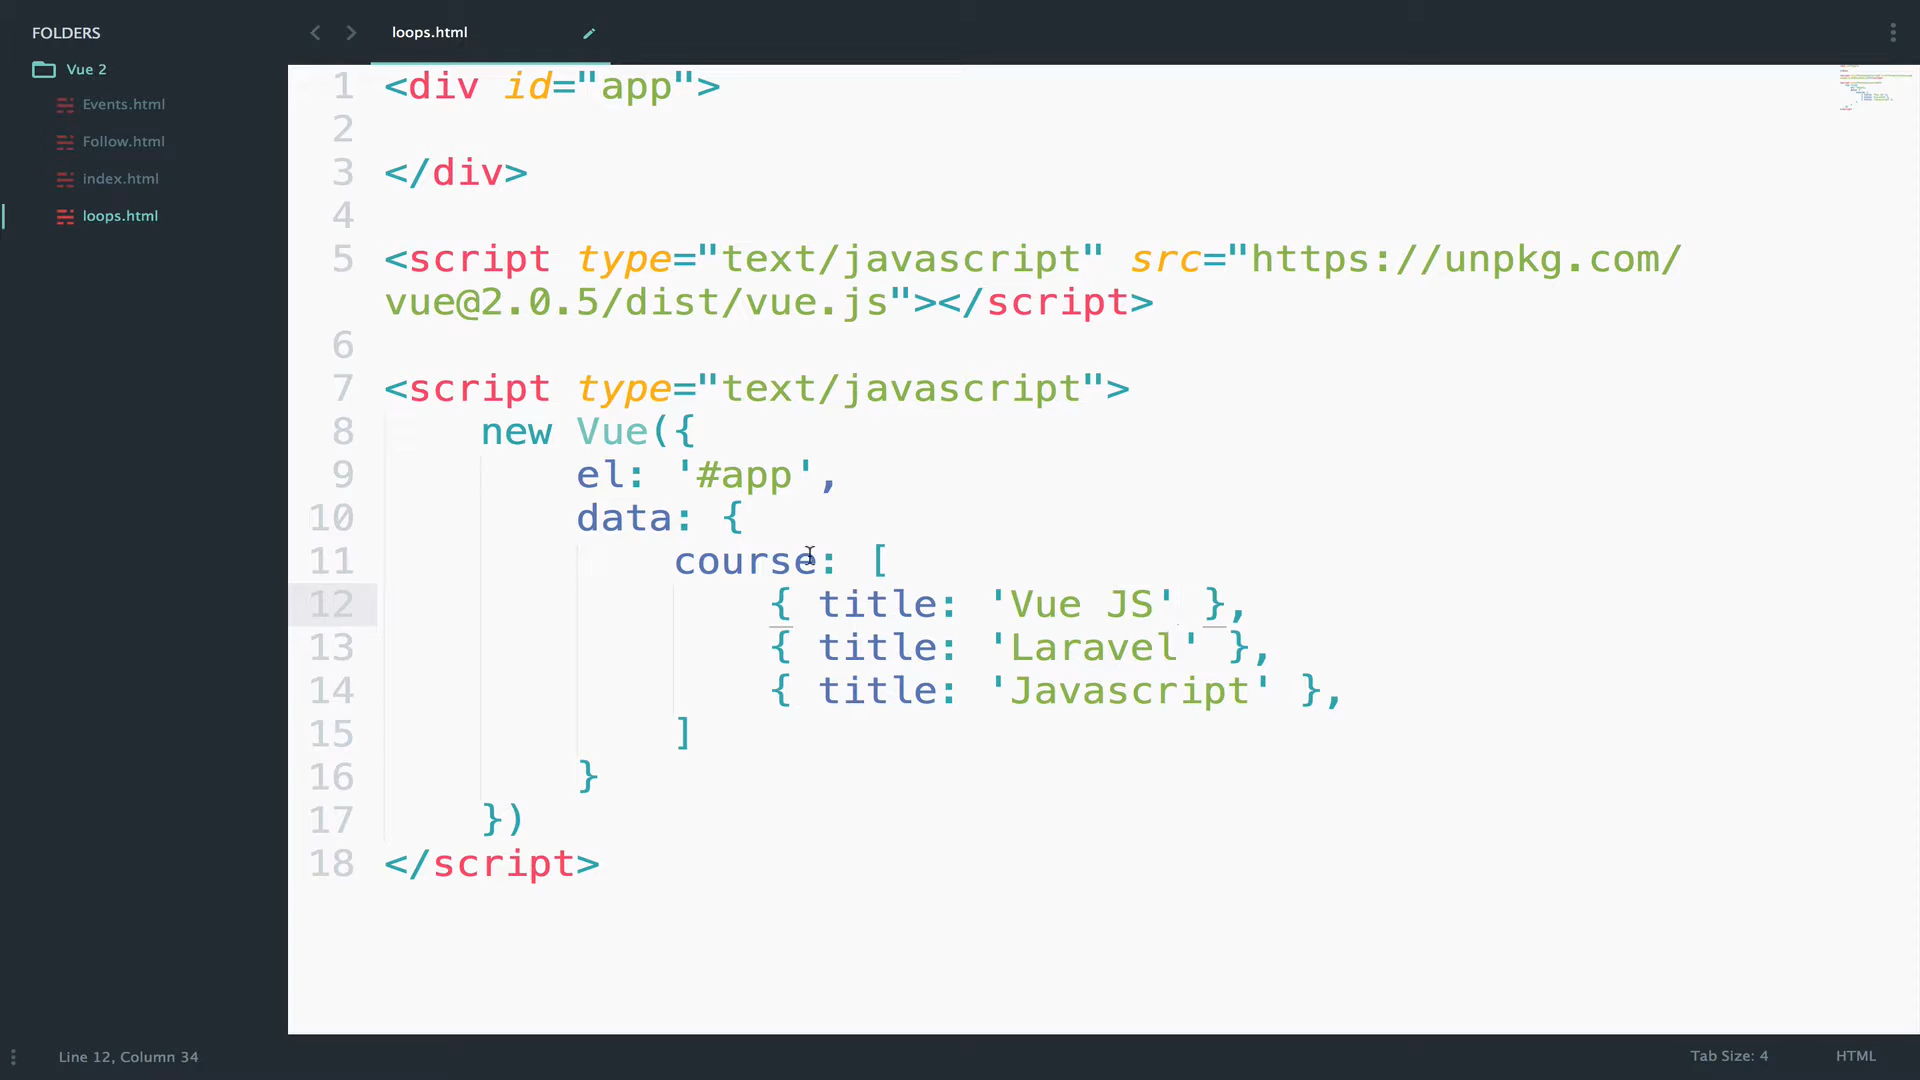 FOLDERS
Vue 2
Events.html
Follow.html
index.html
loops.html
loops.html
1 <div id="app">
2
3 </div>
4
5 <script type="text/javascript" src="https://unpkg.com/
vue@2.0.5/dist/vue.js"></script>
6
7 <script type="text/javascript">
8 new Vue({
9 el: '#app',
10 data: {
11 course: [
12 { title: 'Vue JS' },
13 { title: 'Laravel' },
14 { title: 'Javascript' },
15 ]
16 }
17 })
18 </script>
Line 12, Column 34
Tab Size: 4
HTML